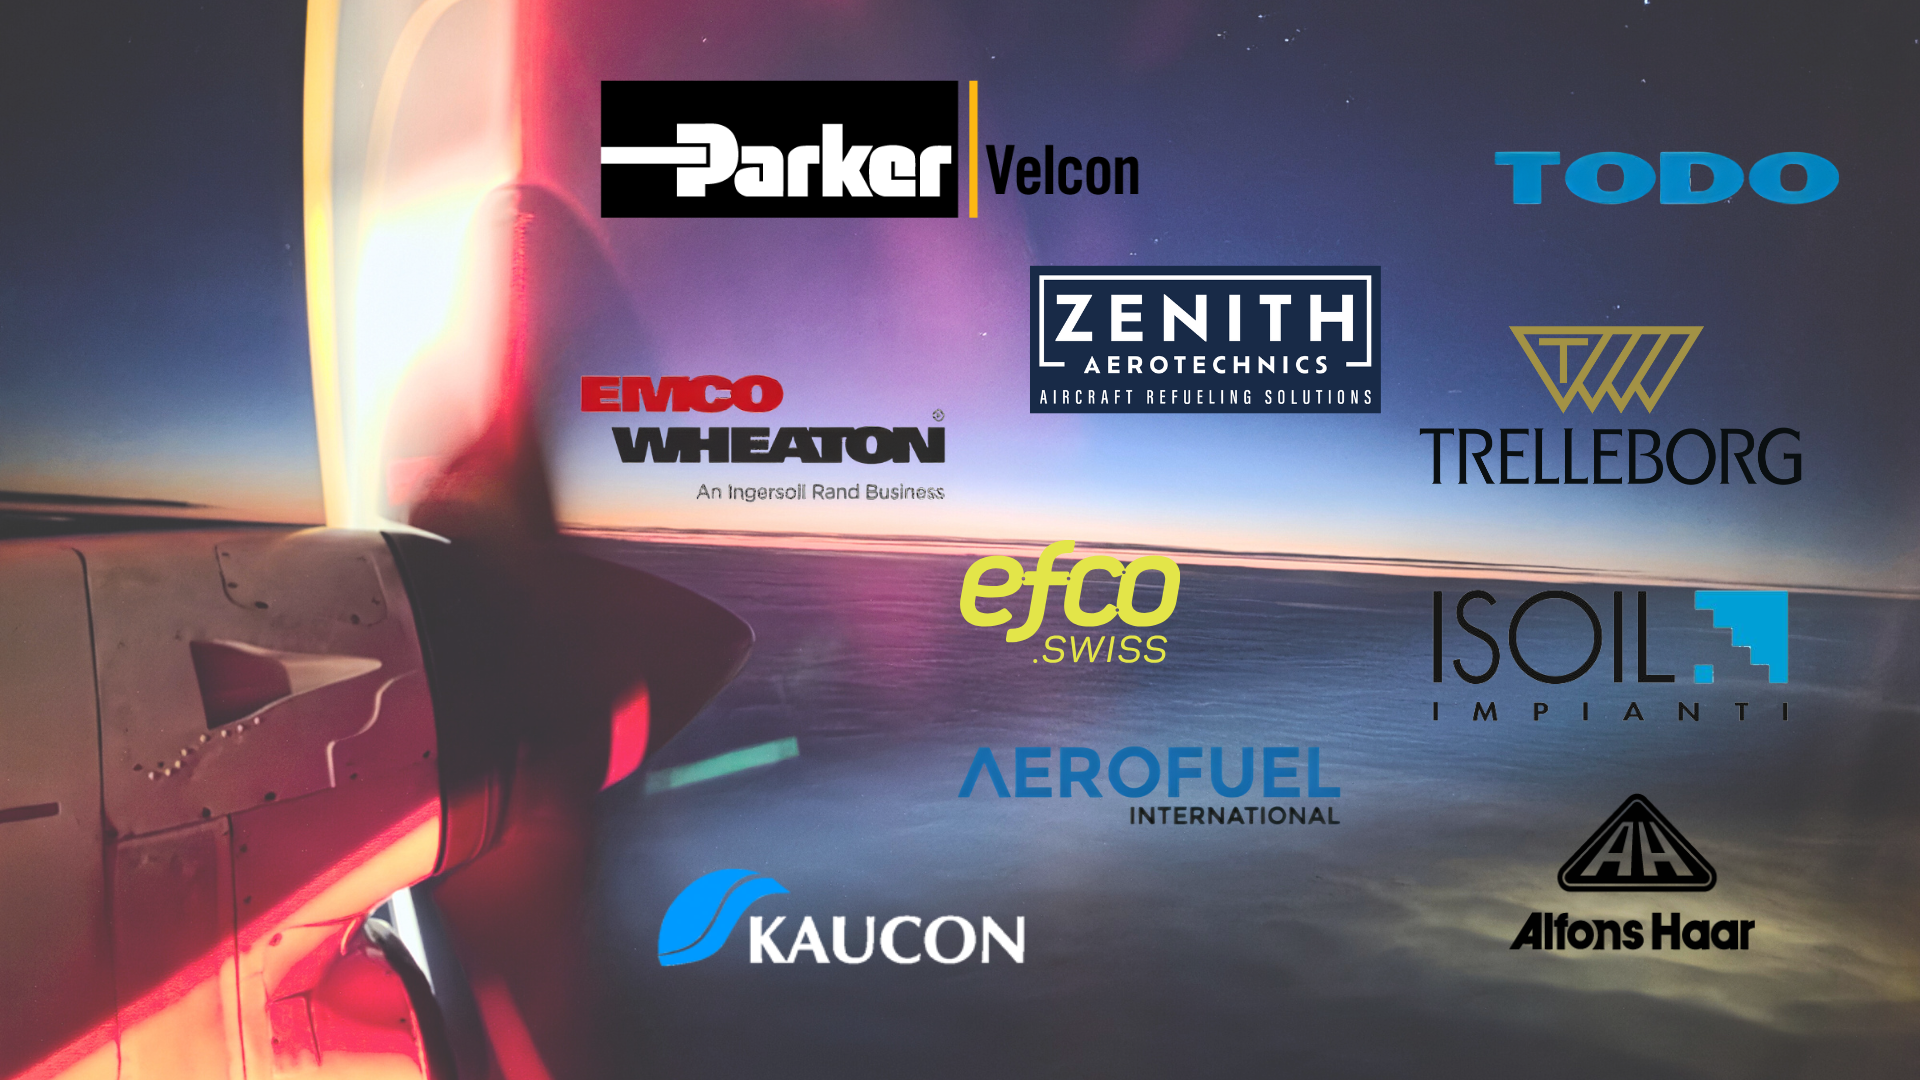 Parker Velcon
TODO
ZENITH
AEROTECHNICS
AIRCRAFT REFUELING SOLUTIONS
EMCO
WHEATON
®
An Ingersoll Rand Business
T
TRELLEBORG
efco
.SWISS
ISOIL
IMPIANTI
AEROFUEL
INTERNATIONAL
AH
Alfons Haar
KAUCON